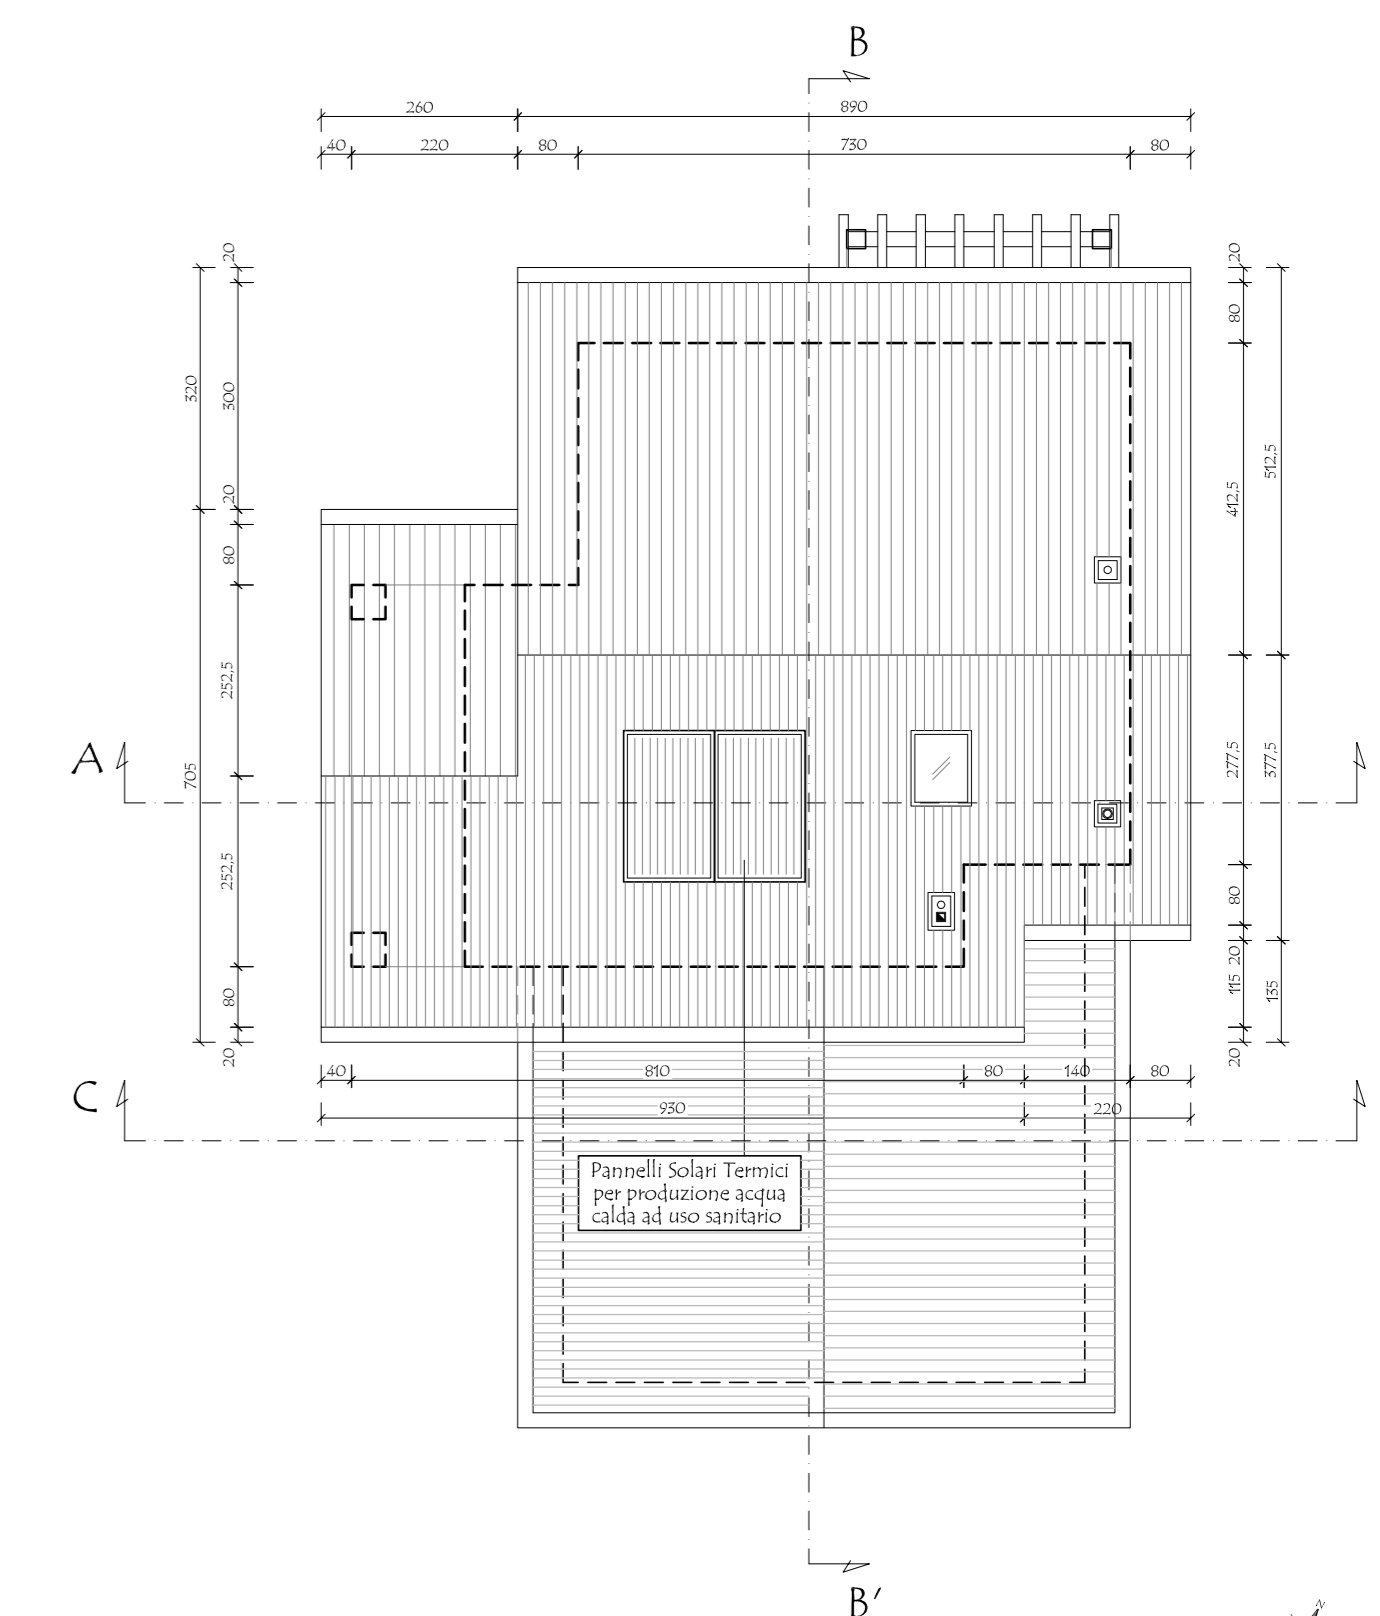 B
260 890
40 220 80 730 80
20 20
80
320 300 412,5 512,5
20
80
252,5
A 705 277,5 377,5
252,5 80
20
80 115 135
20 20
40 810 80 140 80
C 930 220
Pannelli Solari Termici
per produzione acqua
calda ad uso sanitario
B'
N